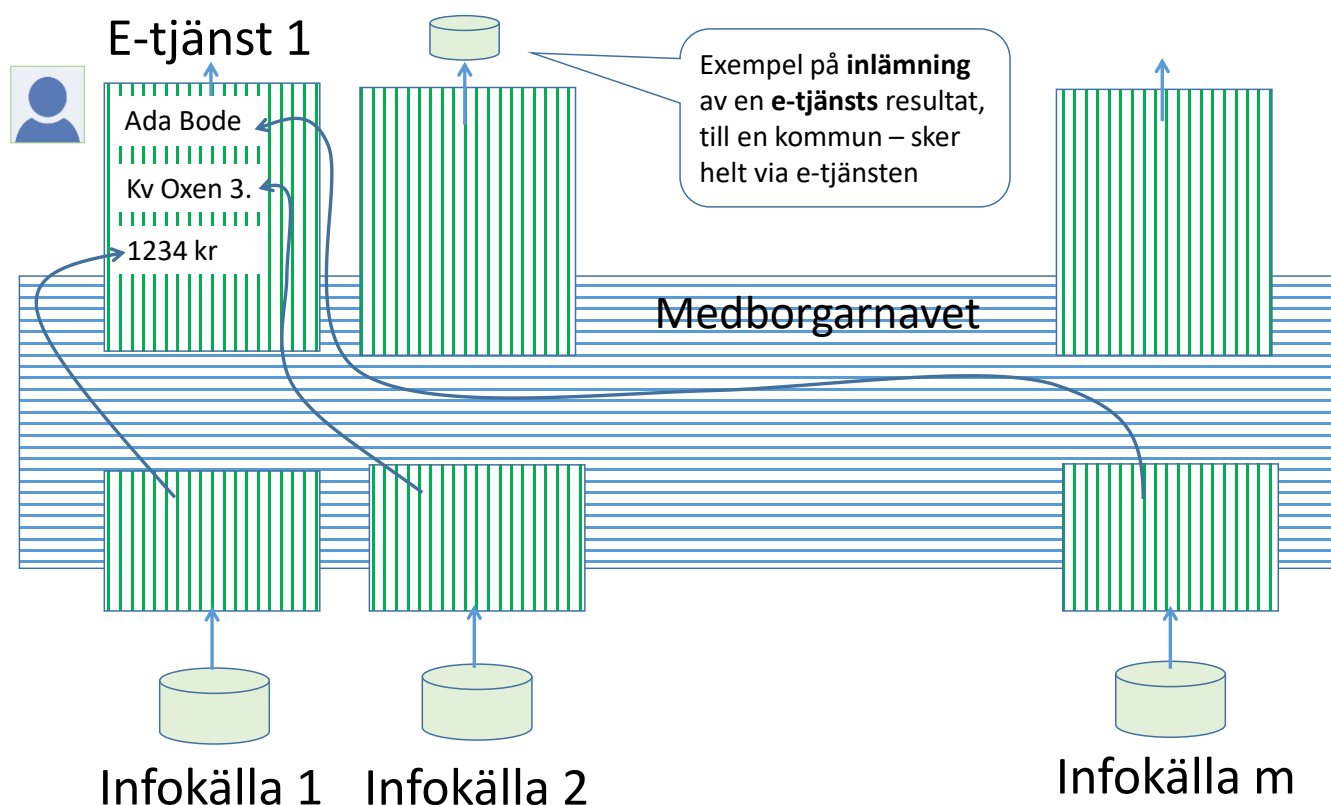 E-tjänst 1
Ada Bode
Kv Oxen 3.
1234 kr
Exempel på inlämning
av en e-tjänsts resultat,
till en kommun – sker
helt via e-tjänsten
Medborgarnavet
Infokälla 1
Infokälla 2
Infokälla m